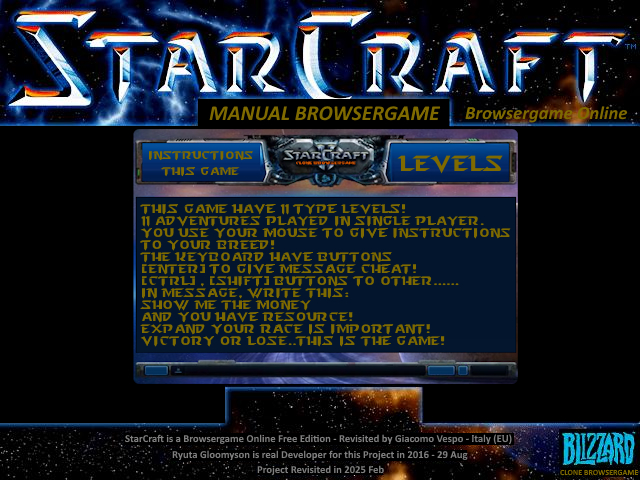 STARCRAFT™
MANUAL BROWSERGAME
Browsergame Online
INSTRUCTIONS
THIS GAME
STARCRAFT
II
CLONE BROWSERGAME
LEVELS
THIS GAME HAVE 11 TYPE LEVELS!
11 ADVENTURES PLAYED IN SINGLE PLAYER.
YOU USE YOUR MOUSE TO GIVE INSTRUCTIONS
TO YOUR BREED!
THE KEYBOARD HAVE BUTTONS
[ENTER] TO GIVE MESSAGE CHEAT!
[CTRL] , [SHIFT] BUTTONS TO OTHER......
IN MESSAGE, WRITE THIS:
SHOW ME THE MONEY
AND YOU HAVE RESOURCE!
EXPAND YOUR RACE IS IMPORTANT!
VICTORY OR LOSE..THIS IS THE GAME!
StarCraft is a Browsergame Online Free Edition - Revisited by Giacomo Vespo - Italy (EU)
Ryuta Gloomyson is real Developer for this Project in 2016 - 29 Aug
Project Revisited in 2025 Feb
BLIZZARD
CLONE BROWSERGAME